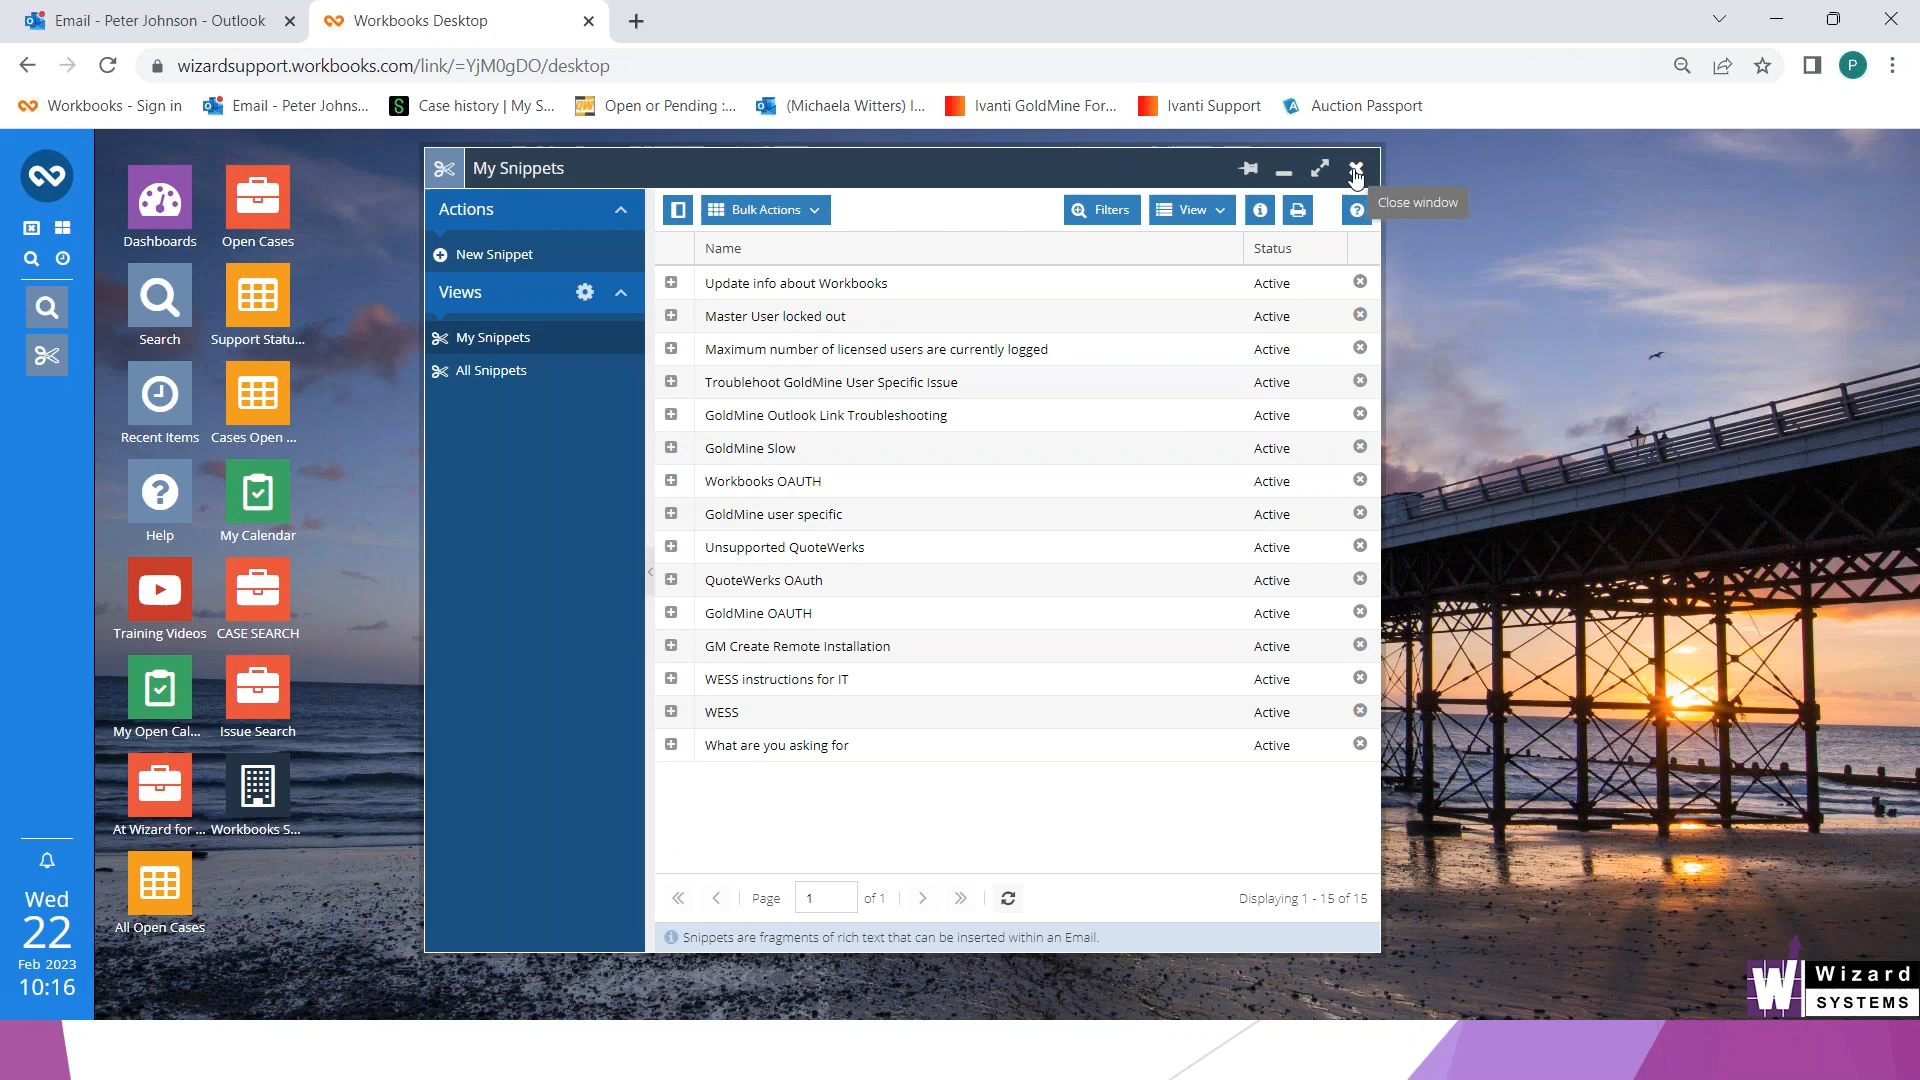 Email - Peter Johnson - Outlook
Workbooks Desktop
wizardsupport.workbooks.com/link/=YjM0gDO/desktop
P
Workbooks - Sign in
Email - Peter Johns...
Case history | My S...
Open or Pending :...
(Michaela Witters) I...
Ivanti GoldMine For...
Ivanti Support
Auction Passport
Dashboards
Open Cases
Search
Support Statu...
Recent Items
Cases Open ...
Help
My Calendar
Training Videos
CASE SEARCH
My Open Cal...
Issue Search
At Wizard for ...
Workbooks S...
All Open Cases
Wed
22
Feb 2023
10:16
My Snippets
Close window
Actions
New Snippet
Views
My Snippets
All Snippets
Bulk Actions
Filters
View
Name Status
Update info about Workbooks Active
Master User locked out Active
Maximum number of licensed users are currently logged Active
Troublehoot GoldMine User Specific Issue Active
GoldMine Outlook Link Troubleshooting Active
GoldMine Slow Active
Workbooks OAUTH Active
GoldMine user specific Active
Unsupported QuoteWerks Active
QuoteWerks OAuth Active
GoldMine OAUTH Active
GM Create Remote Installation Active
WESS instructions for IT Active
WESS Active
What are you asking for Active
Page 1 of 1
Displaying 1 - 15 of 15
Snippets are fragments of rich text that can be inserted within an Email.
W Wizard
SYSTEMS